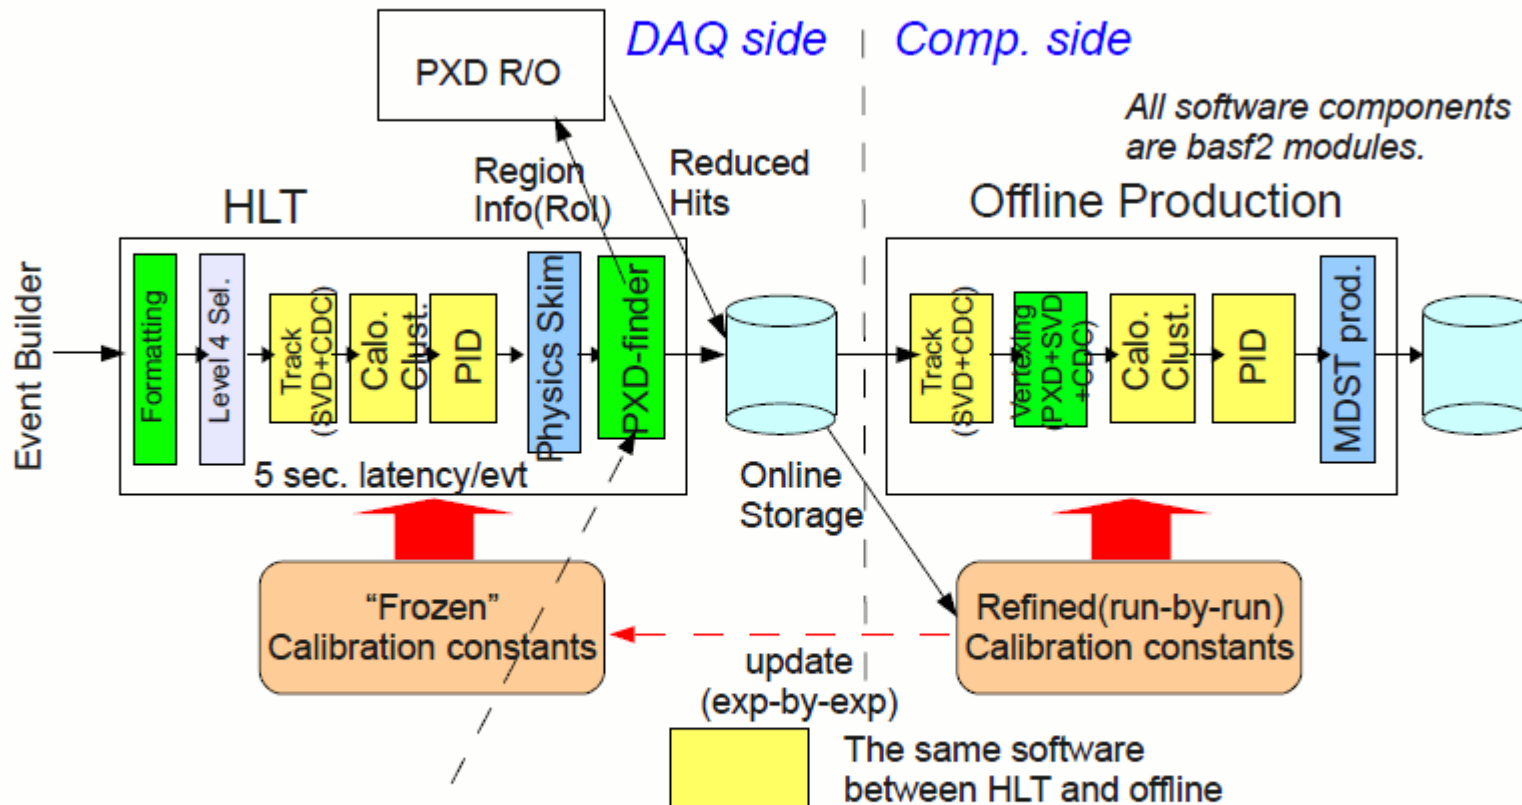 DAQ side
Comp. side
PXD R/O
All software components
are basf2 modules.
Region
Info(RoI)
Reduced
Hits
HLT
Offline Production
Event Builder
Formatting
Level 4 Sel.
Track
(SVD+CDC)
Calo.
Clust.
PID
Physics Skim
PXD-finder
5 sec. latency/evt
Online
Storage
Track
(SVD+CDC)
Vertexing
(PXD+SVD
+CDC)
Calo.
Clust.
PID
MDST prod.
“Frozen”
Calibration constants
Refined(run-by-run)
Calibration constants
update
(exp-by-exp)
The same software
between HLT and offline